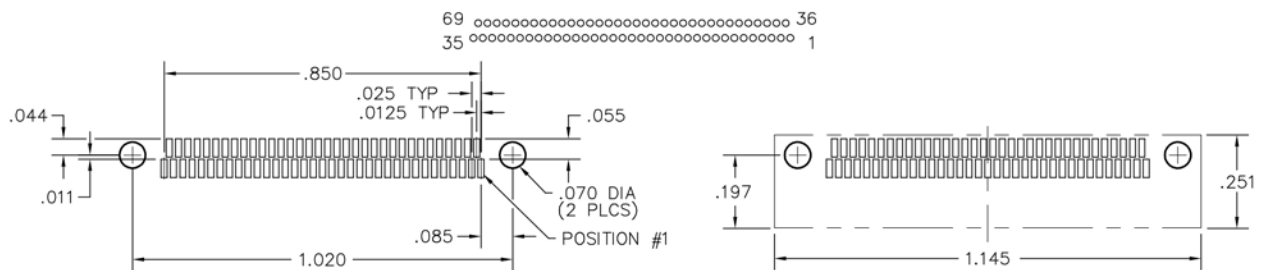 69 36
35 1
.850
.025 TYP
.0125 TYP
.044
.055
.011
.070 DIA
(2 PLCS)
.085
POSITION #1
1.020
.197
.251
1.145